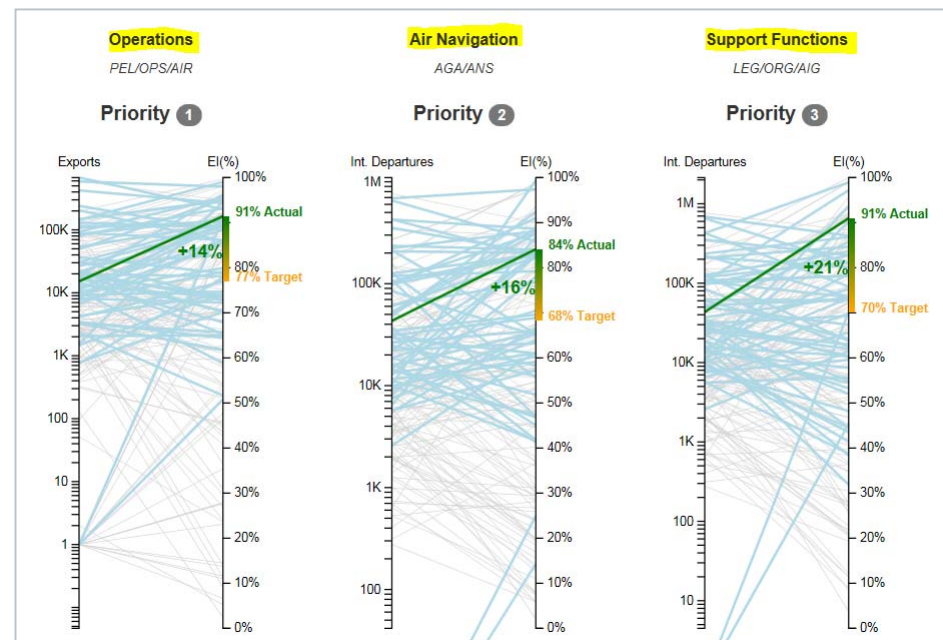 Operations
PEL/OPS/AIR
Priority 1
Exports
EI(%)
100K
10K
1K
100
10
1
100%
91% Actual
+14%
80%
77% Target
70%
60%
50%
40%
30%
20%
10%
0%
Air Navigation
AGA/ANS
Priority 2
Int. Departures
EI(%)
1M
100K
10K
1K
100
100%
90%
84% Actual
80%
+16%
68% Target
60%
50%
40%
30%
20%
10%
0%
Support Functions
LEG/ORG/AIG
Priority 3
Int. Departures
EI(%)
1M
100K
10K
1K
100
10
100%
91% Actual
+21%
80%
70% Target
60%
50%
40%
30%
20%
10%
0%